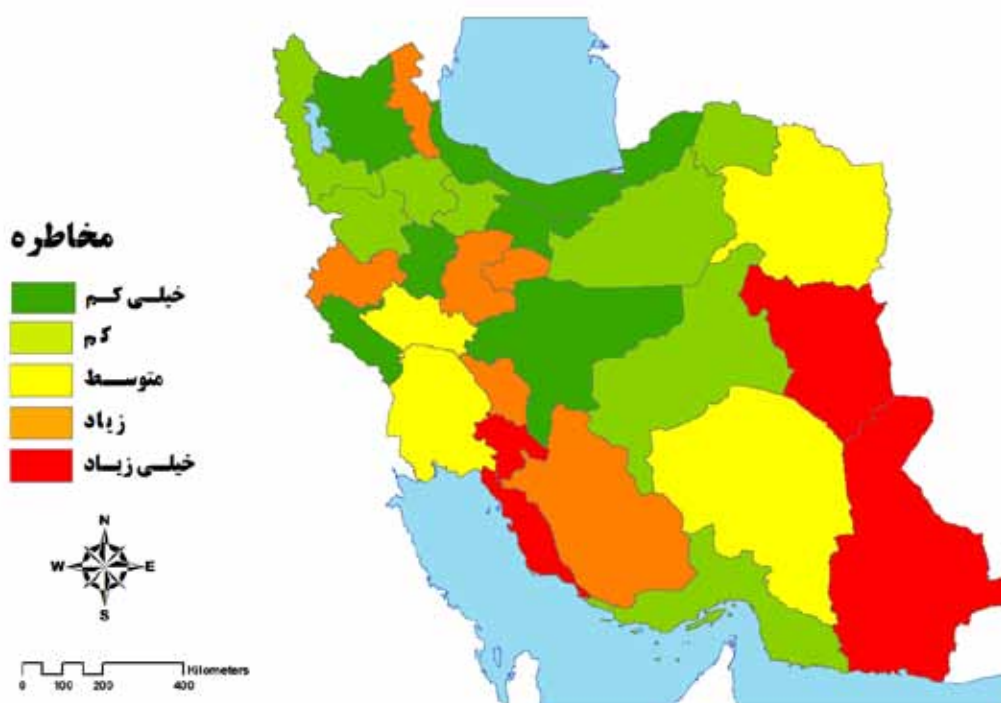 مخاطره
خیلی کم
کم
متوسط
زیاد
خیلی زیاد
N
W E
S
Kilometers
0 100 200 400